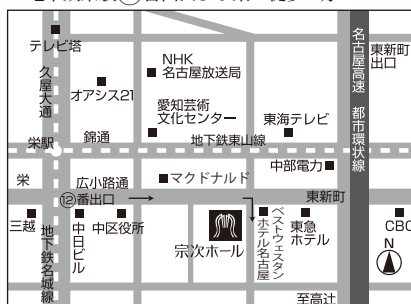 テレビ塔
久屋大通
オアシス21
NHK
名古屋放送局
愛知芸術
文化センター
東海テレビ
名古屋高速 都市環状線
東新町
出口
栄駅
錦通
地下鉄東山線
中部電力
栄
広小路通
マクドナルド
東新町
⑫番出口
三越
地下鉄名城線
中日ビル
中区役所
宗次ホール
ベストウェスタン
ホテル名古屋
東急
ホテル
CBC
N
至高辻